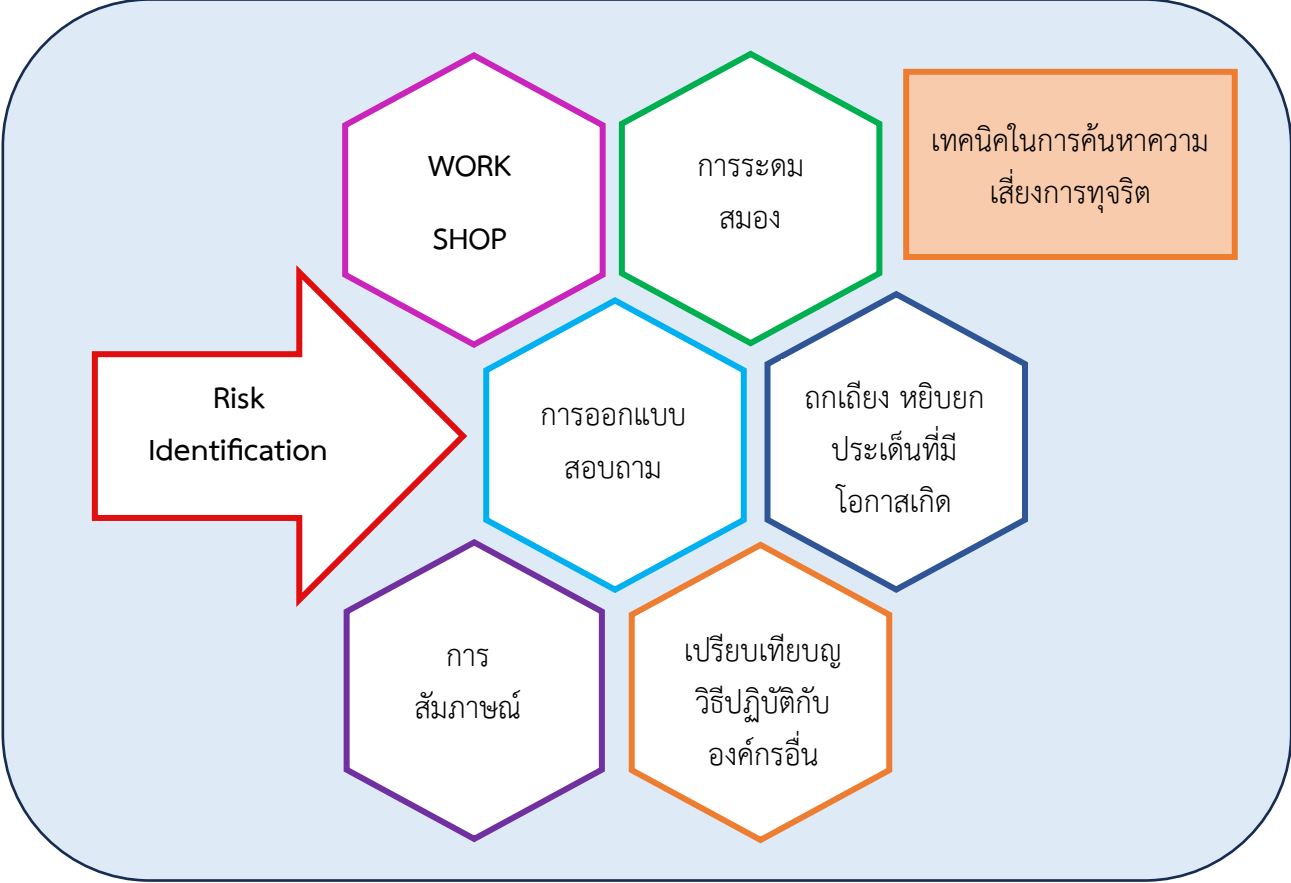 WORK
SHOP
การระดม
สมอง
เทคนิคในการค้นหาความ
เสี่ยงการทุจริต
Risk
Identification
การออกแบบ
สอบถาม
ถกเถียง หยิบยก
ประเด็นที่มี
โอกาสเกิด
การ
สัมภาษณ์
เปรียบเทียบญ
วิธีปฏิบัติกับ
องค์กรอื่น